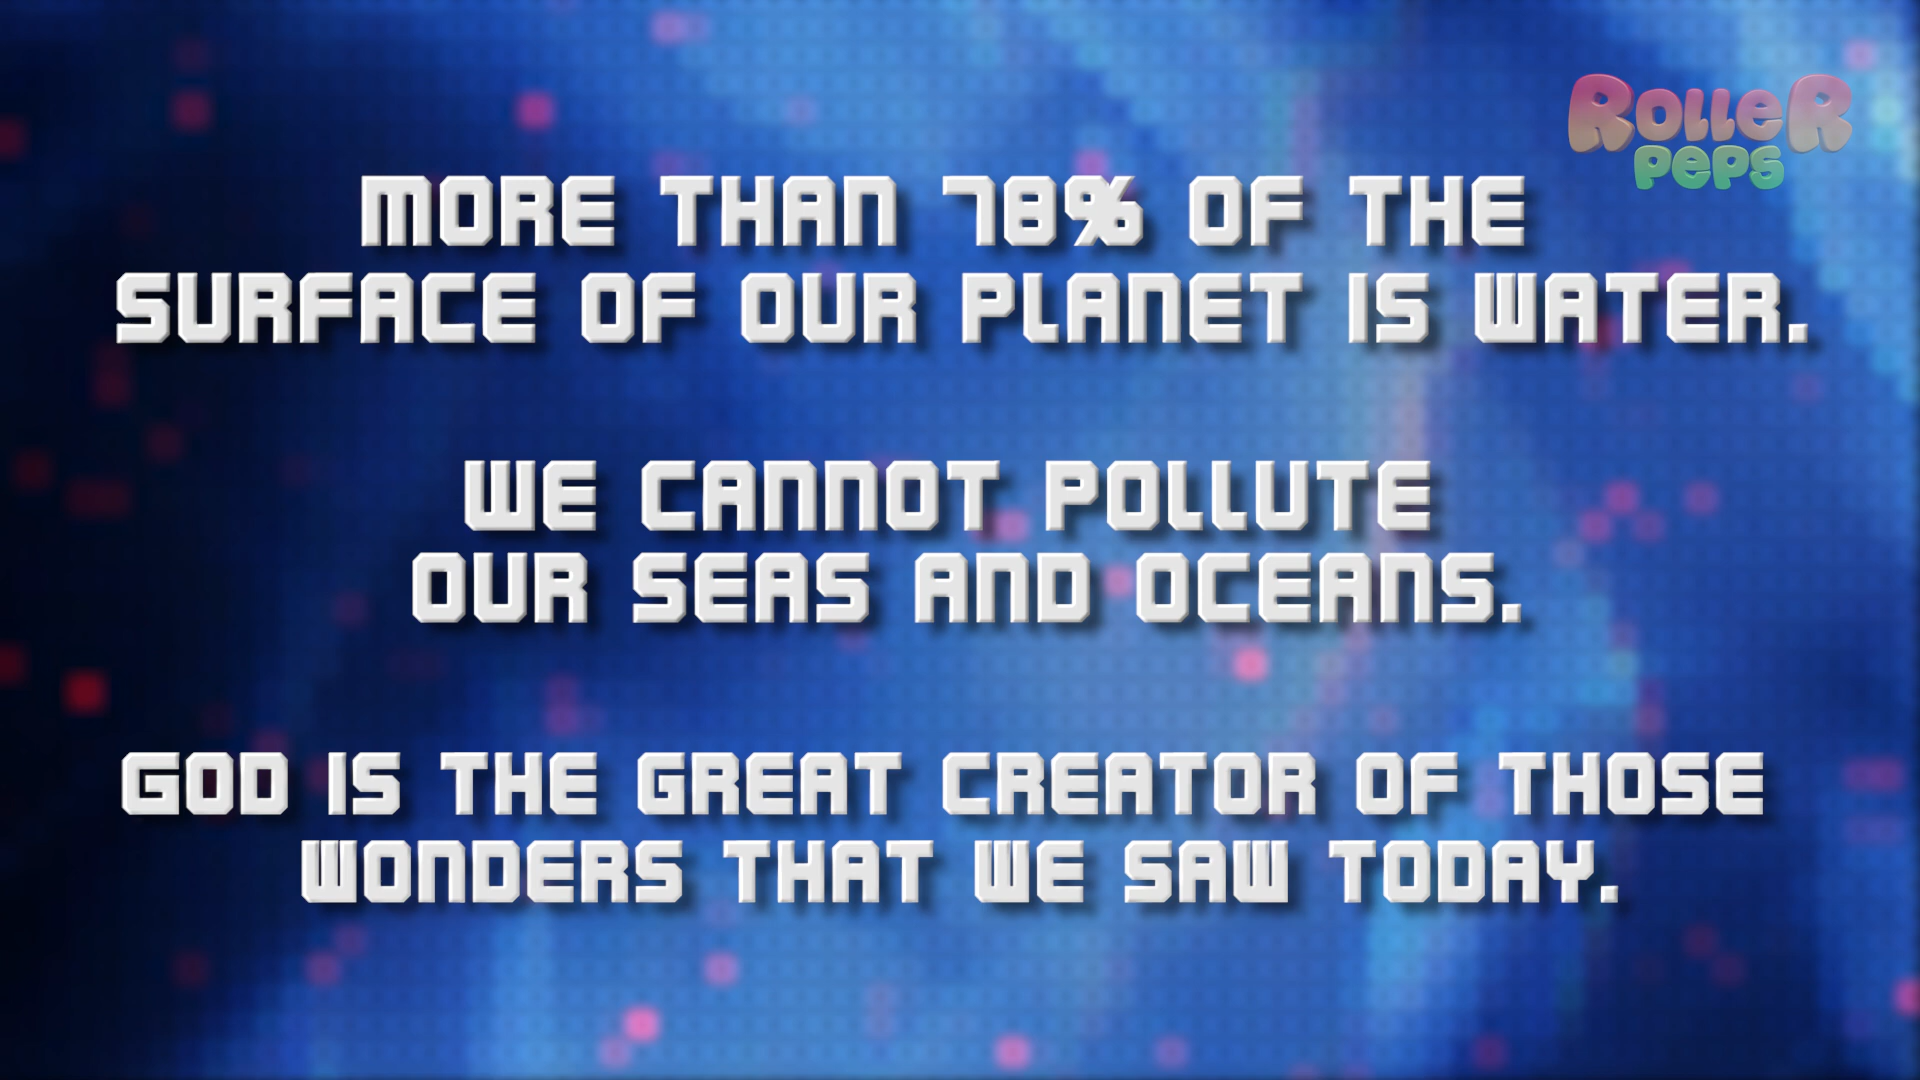 RolleR
PePS
MORE THAN 78% OF THE
SURFACE OF OUR PLANET IS WATER.
WE CANNOT POLLUTE
OUR SEAS AND OCEANS.
GOD IS THE GREAT CREATOR OF THOSE
WONDERS THAT WE SAW TODAY.